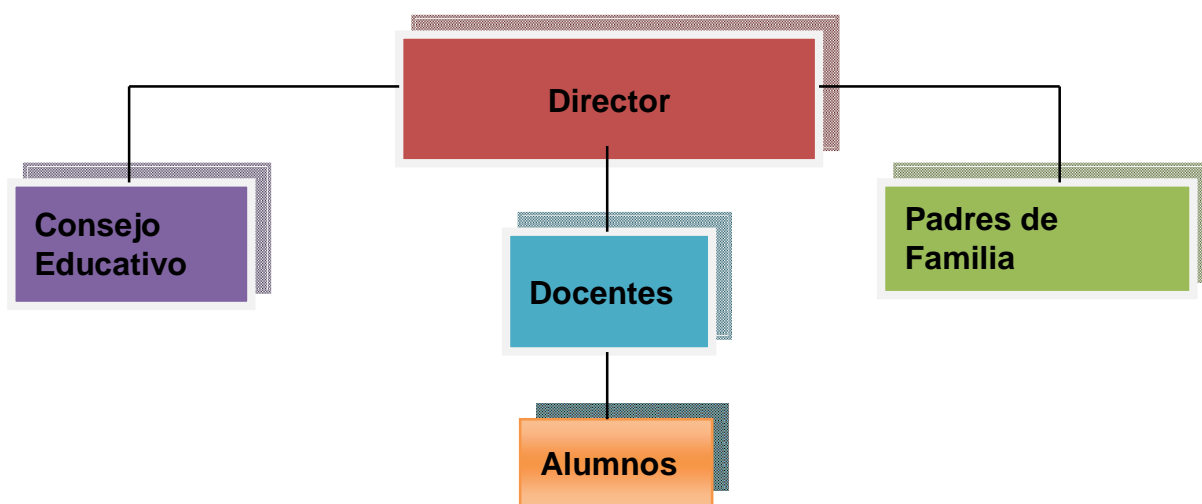 Director
Consejo
Educativo
Padres de
Familia
Docentes
Alumnos